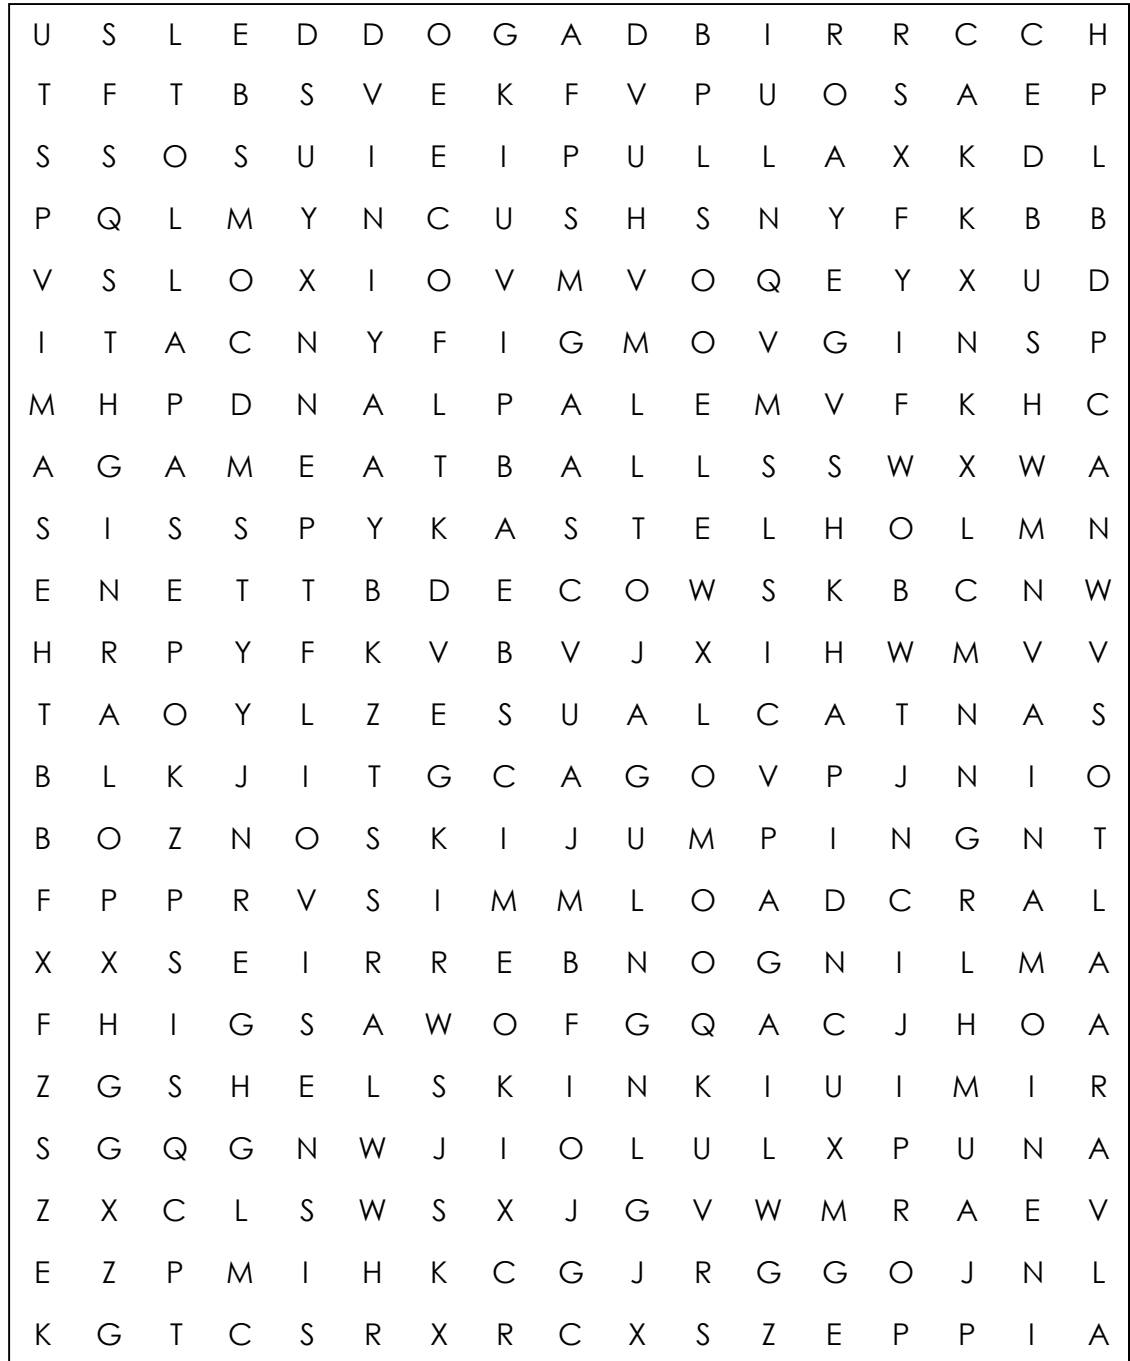 U S L E D D O G A D B I R R C C H
T F T B S V E K F V P U O S A E P
S S O S U I E I P U L L A X K D L
P Q L M Y N C U S H S N Y F K B B
V S L O X I O V M V O Q E Y X U D
I T A C N Y F I G M O V G I N S P
M H P D N A L P A L E M V F K H C
A G A M E A T B A L L S S W X W A
S I S S P Y K A S T E L H O L M N
E N E T T B D E C O W S K B C N W
H R P Y F K V B V J X I H W M V V
T A O Y L Z E S U A L C A T N A S
B L K J I T G C A G O V P J N I O
B O Z N O S K I J U M P I N G N T
F P P R V S I M M L O A D C R A L
X X S E I R R E B N O G N I L M A
F H I G S A W O F G Q A C J H O A
Z G S H E L S K I N K I U I M I R
S G Q G N W J I O L U L X P U N A
Z X C L S W S X J G V W M R A E V
E Z P M I H K C G J R G G O J N L
K G T C S R X R C X S Z E P P I A